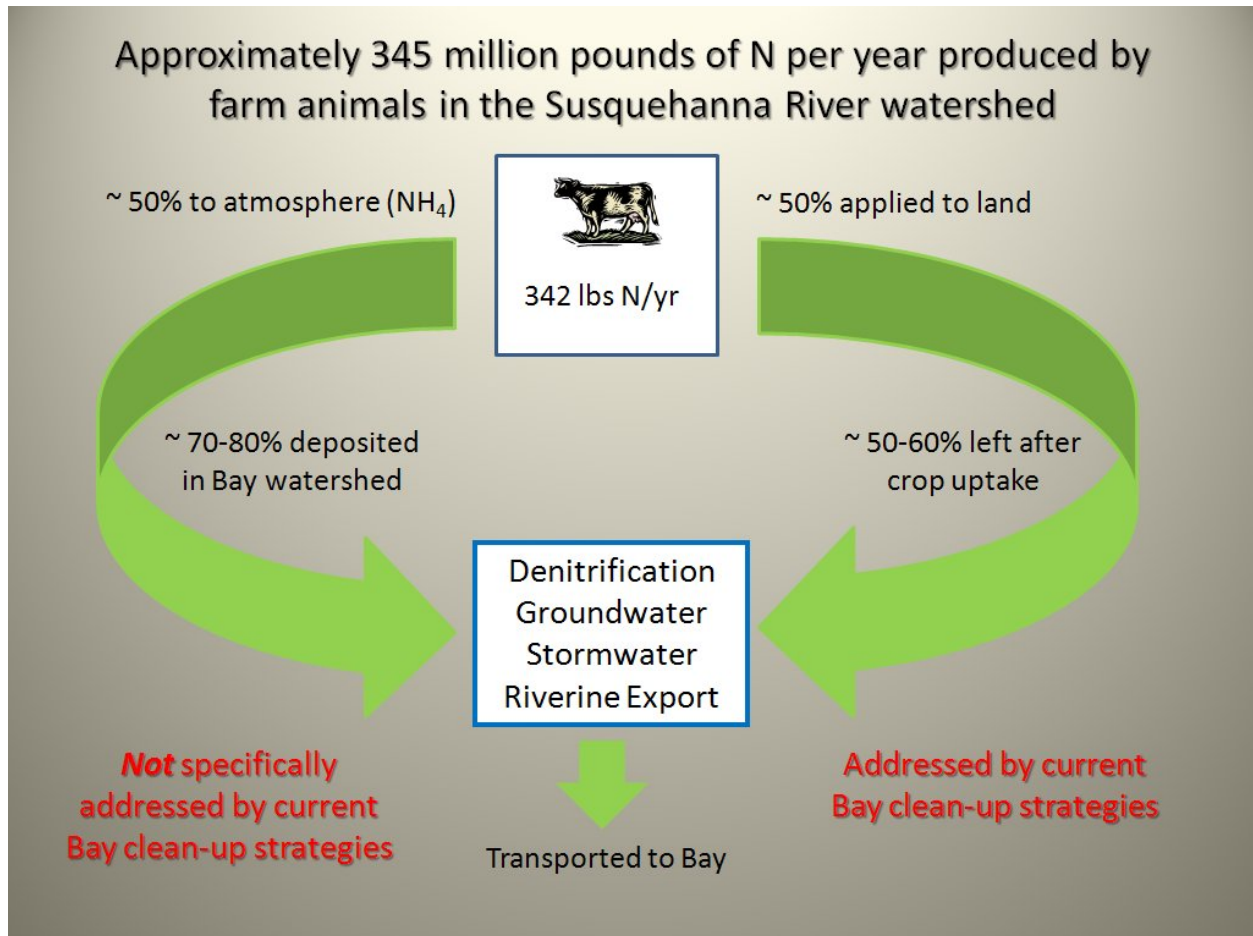 Approximately 345 million pounds of N per year produced by
farm animals in the Susquehanna River watershed
~ 50% to atmosphere (NH₄)
342 lbs N/yr
~ 50% applied to land
~ 70-80% deposited
in Bay watershed
~ 50-60% left after
crop uptake
Denitrification
Groundwater
Stormwater
Riverine Export
Not specifically
addressed by current
Bay clean-up strategies
Addressed by current
Bay clean-up strategies
Transported to Bay